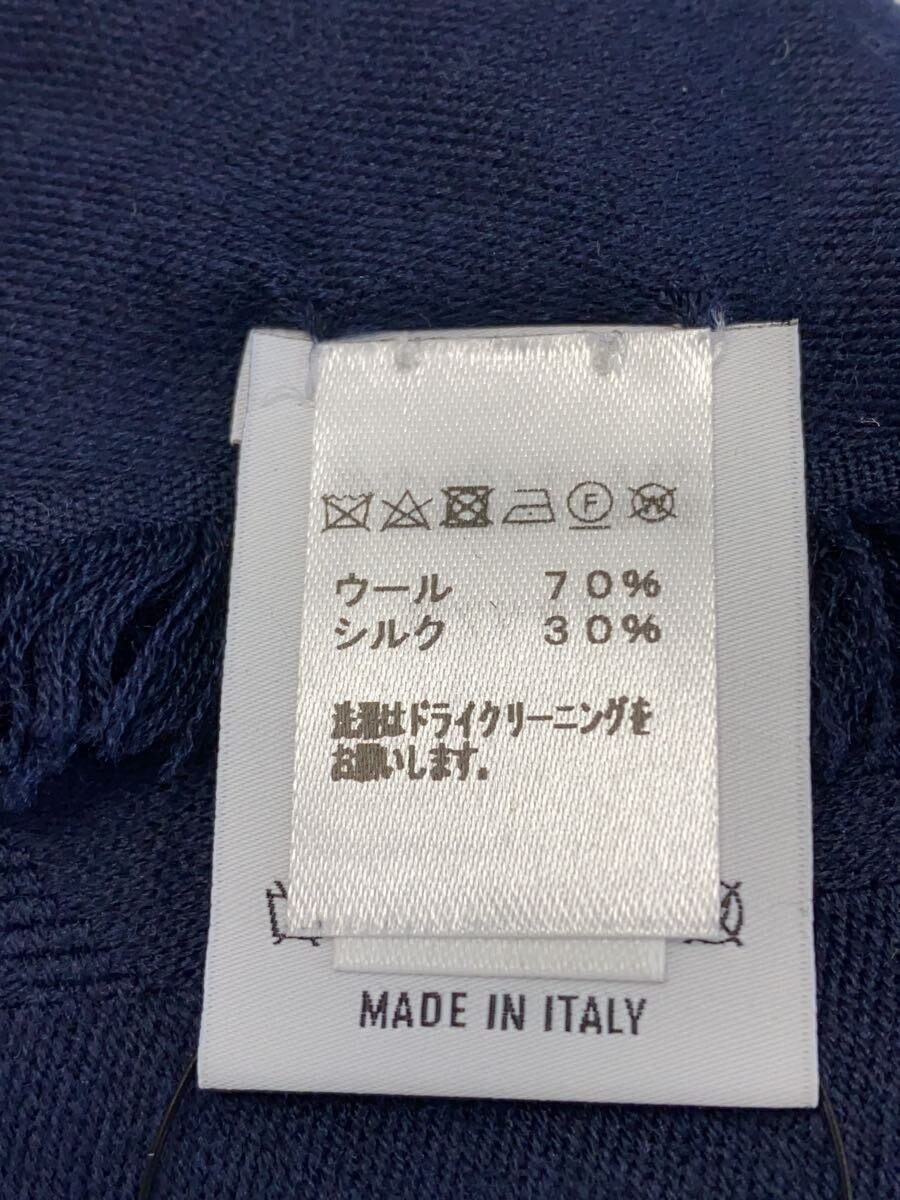 F W
ウール 70%
シルク 30%
洗濯はドライクリーニングを
お願いします。
MADE IN ITALY